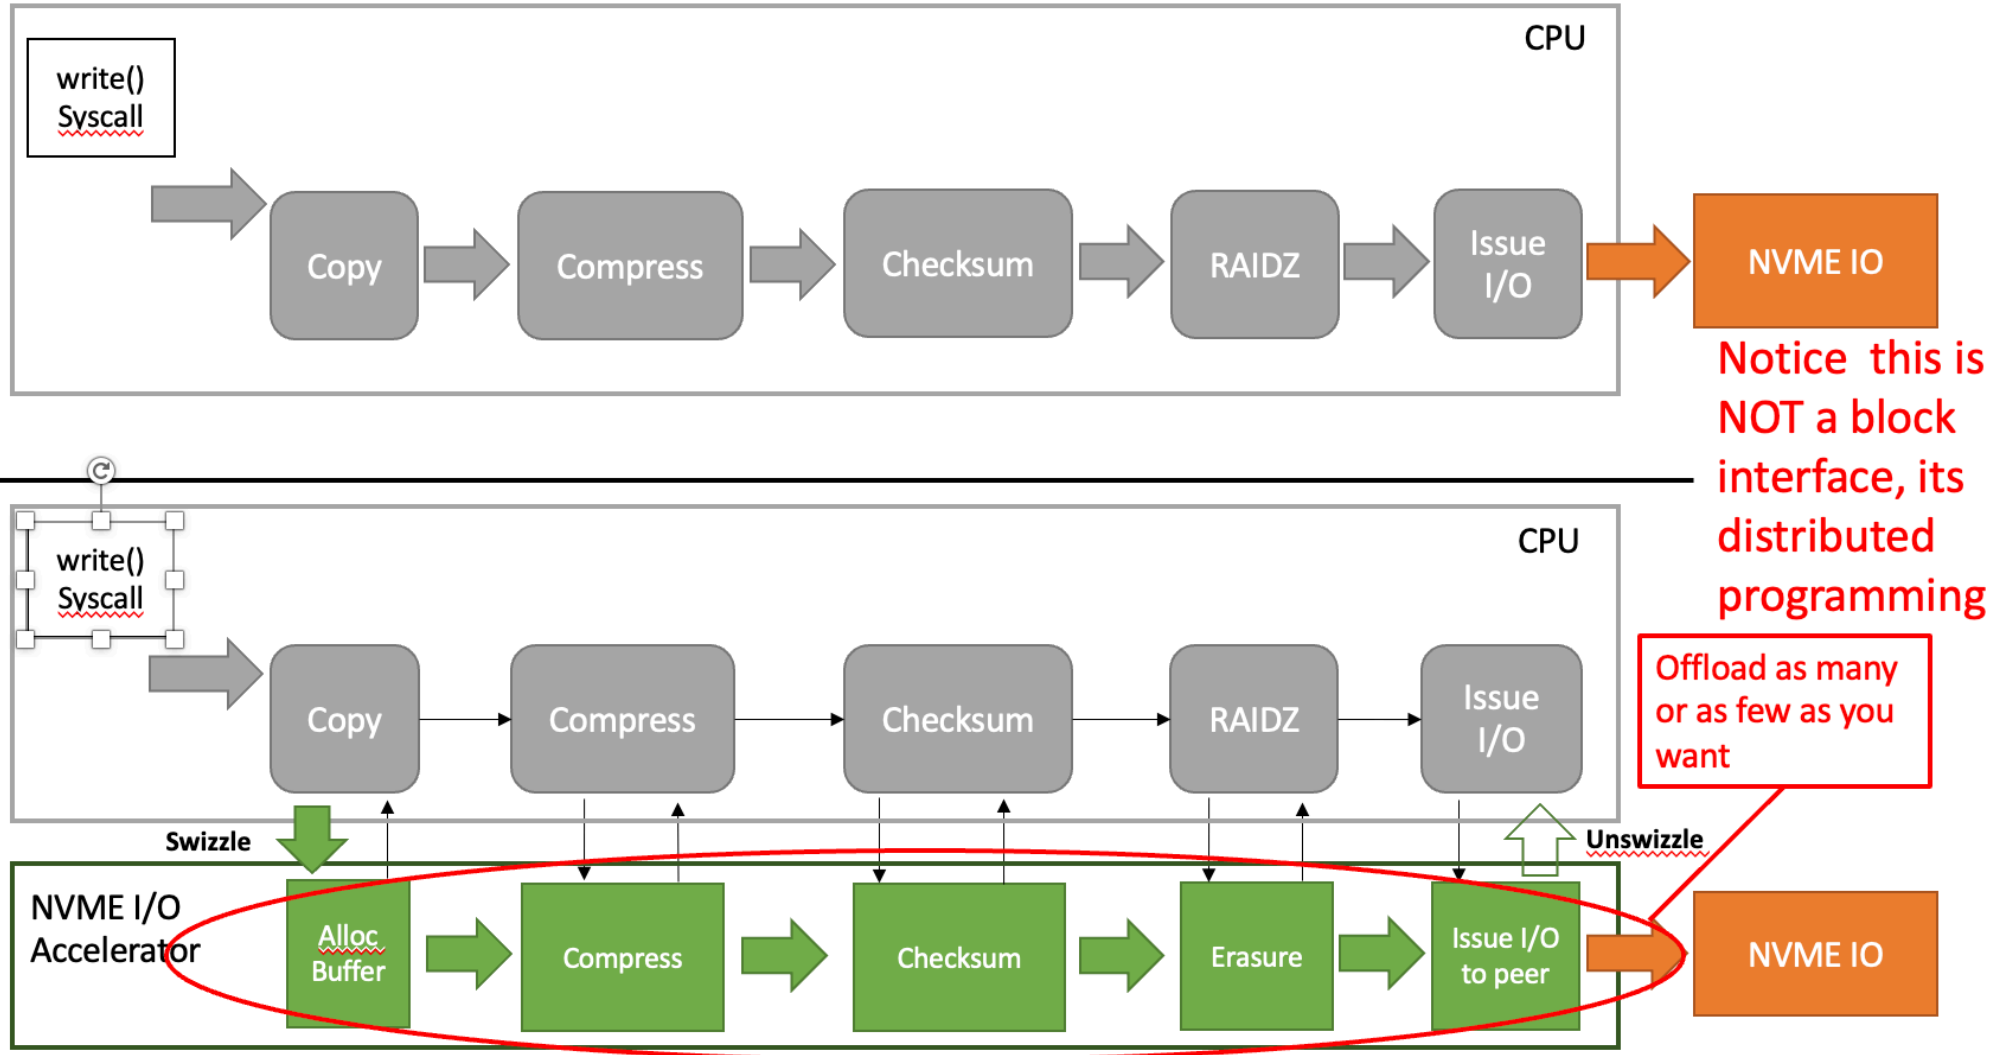 CPU
write()
Syscall
Copy
Compress
Checksum
RAIDZ
Issue
I/O
NVME IO
Notice  this is
NOT a block
interface, its
distributed
programming
CPU
write()
Syscall
Copy
Compress
Checksum
RAIDZ
Issue
I/O
Offload as many
or as few as you
want
Swizzle
Unswizzle
NVME I/O
Accelerator
Alloc
Buffer
Compress
Checksum
Erasure
Issue I/O
to peer
NVME IO